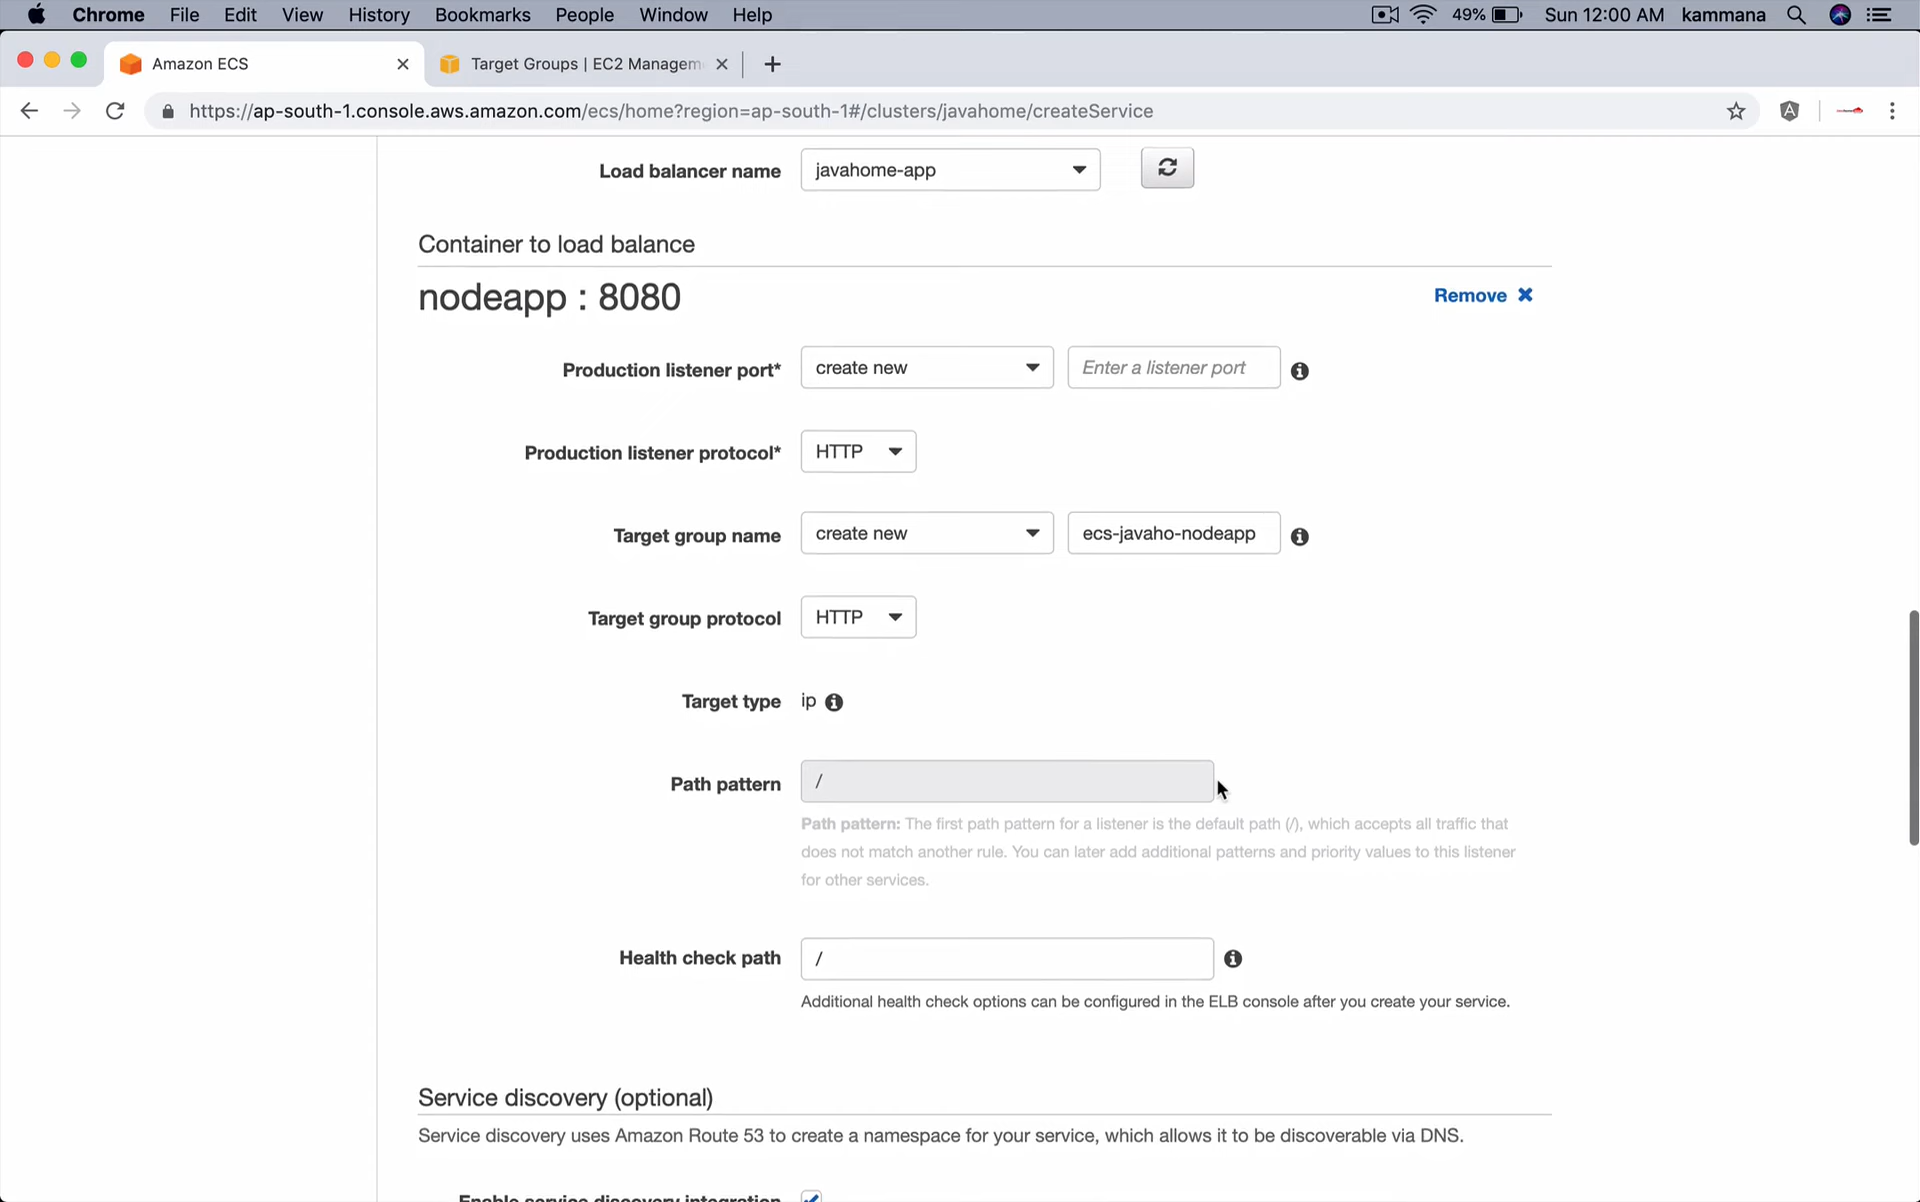 Chrome File Edit View History Bookmarks People Window Help 49% Sun 12:00 AM kammana
Amazon ECS Target Groups | EC2 Managem
https://ap-south-1.console.aws.amazon.com/ecs/home?region=ap-south-1#/clusters/javahome/createService
Load balancer name javahome-app
Container to load balance
nodeapp : 8080 Remove
Production listener port* create new Enter a listener port
Production listener protocol* HTTP
Target group name create new ecs-javaho-nodeapp
Target group protocol HTTP
Target type ip
Path pattern /
Path pattern: The first path pattern for a listener is the default path (/), which accepts all traffic that
does not match another rule. You can later add additional patterns and priority values to this listener
for other services.
Health check path /
Additional health check options can be configured in the ELB console after you create your service.
Service discovery (optional)
Service discovery uses Amazon Route 53 to create a namespace for your service, which allows it to be discoverable via DNS.
Enable service discovery integration